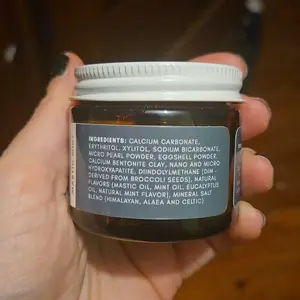 INGREDIENTS: CALCIUM CARBONATE,
ERYTHRITOL, XYLITOL, SODIUM BICARBONATE,
MICRO PEARL POWDER, EGGSHELL POWDER,
CALCIUM BENTONITE CLAY, NANO AND MICRO
HYDROXYAPATITE, DIINDOLYLMETHANE (DIM -
DERIVED FROM BROCCOLI SEEDS), NATURAL
FLAVORS (MASTIC OIL, MINT OIL, EUCALYPTUS
OIL, NATURAL MINT FLAVOR), MINERAL SALT
BLEND (HIMALAYAN, ALAEA AND CELTIC)